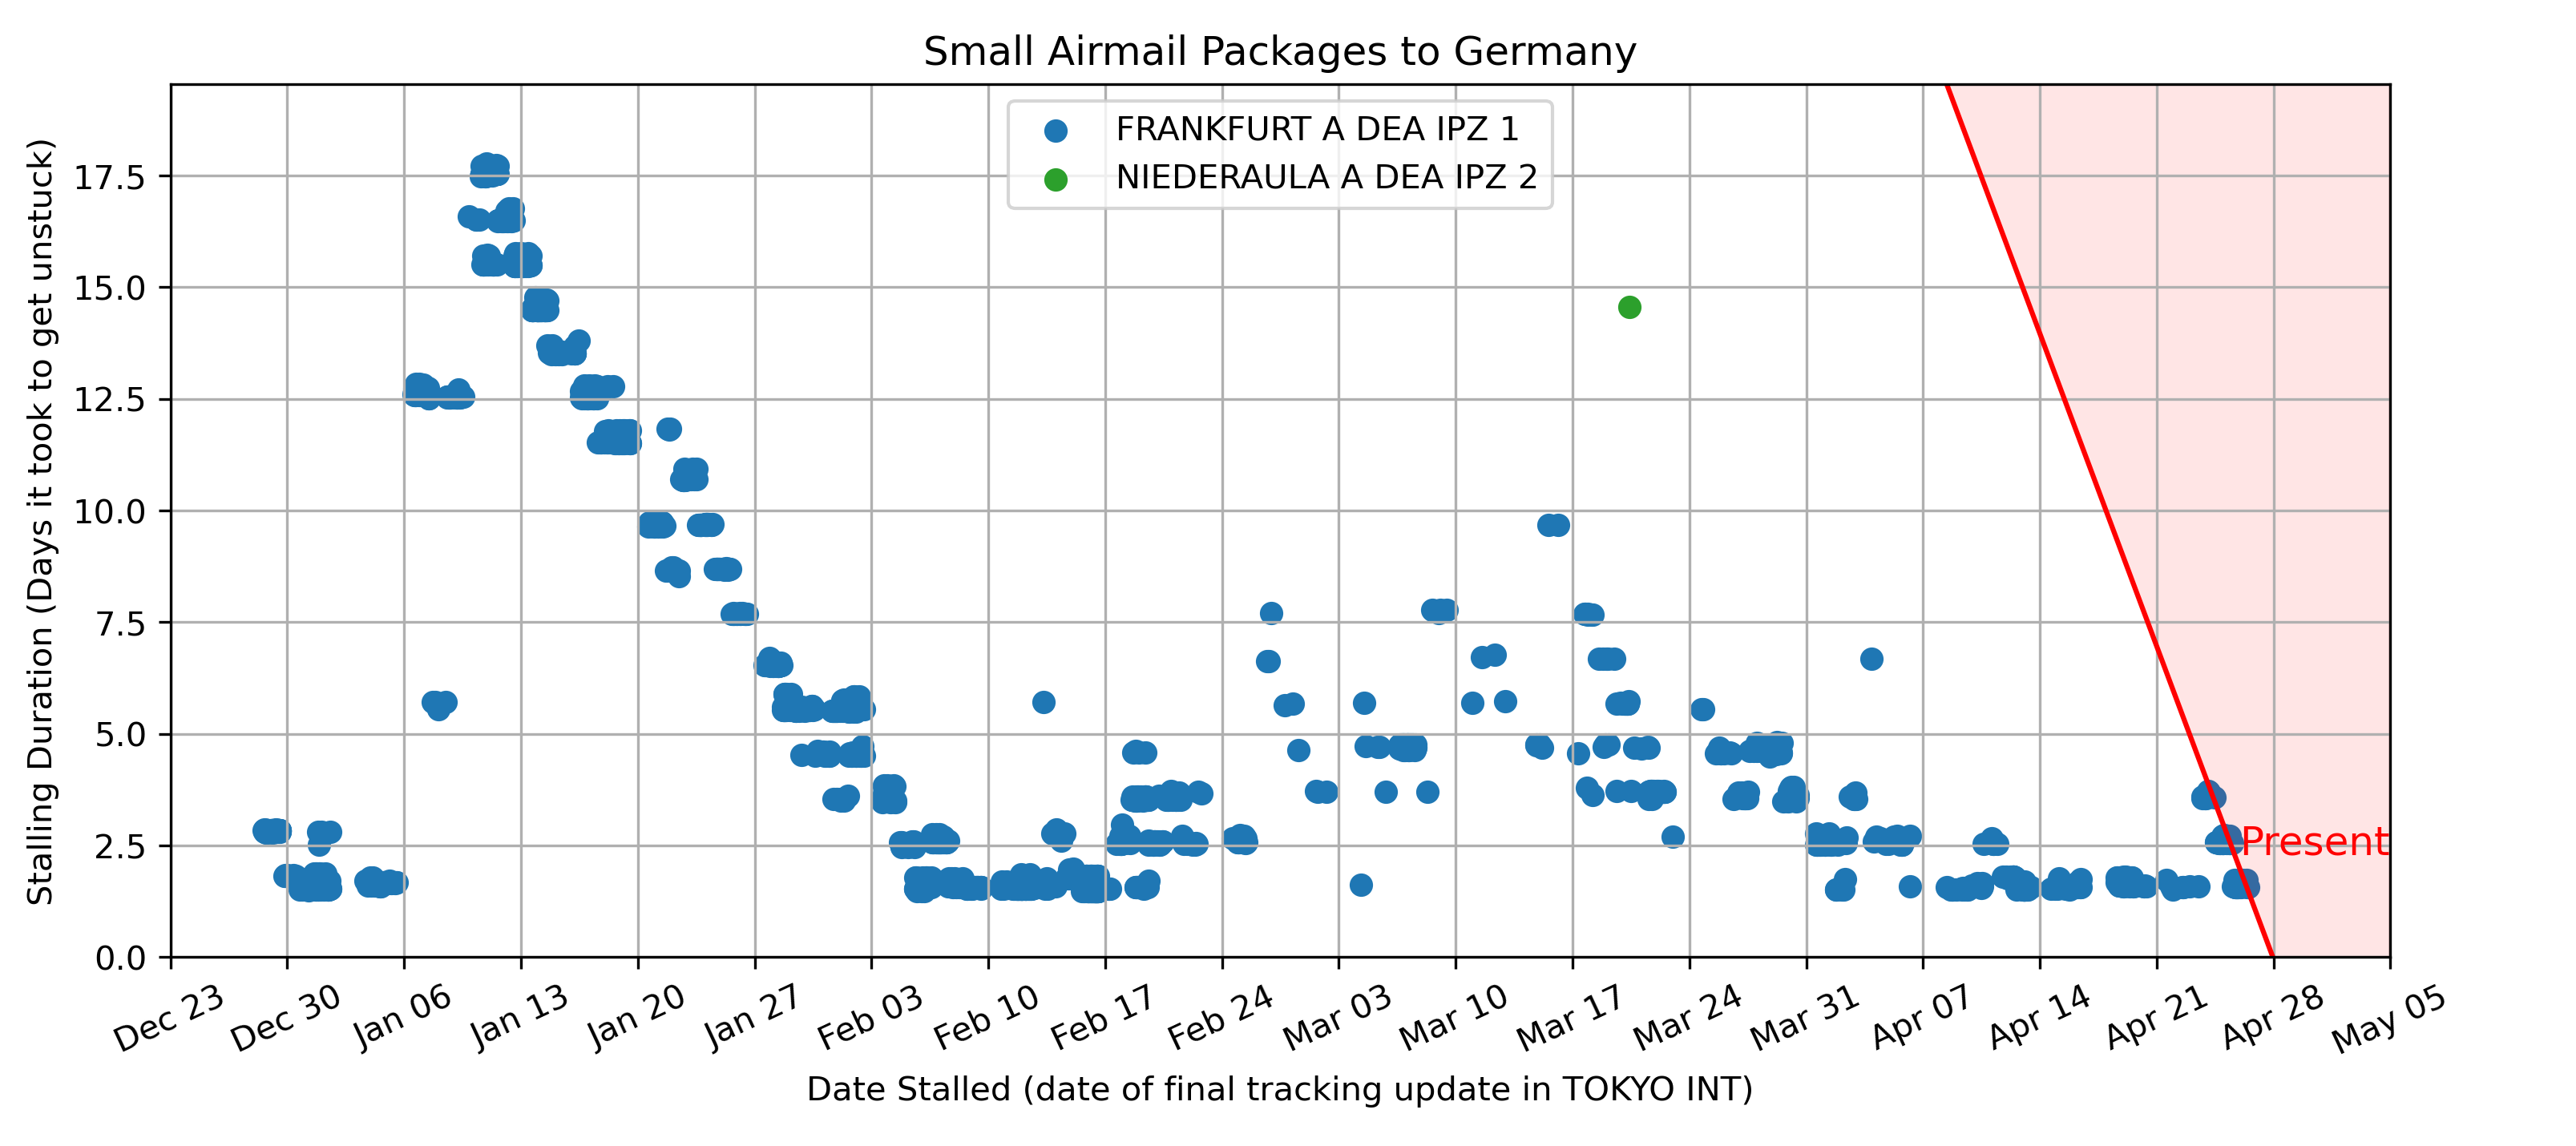 Small Airmail Packages to Germany
FRANKFURT A DEA IPZ 1
NIEDERAULA A DEA IPZ 2
Stalling Duration (Days it took to get unstuck)
17.5
15.0
12.5
10.0
7.5
5.0
2.5
0.0
Present
Dec 23
Dec 30
Jan 06
Jan 13
Jan 20
Jan 27
Feb 03
Feb 10
Feb 17
Feb 24
Mar 03
Mar 10
Mar 17
Mar 24
Mar 31
Apr 07
Apr 14
Apr 21
Apr 28
May 05
Date Stalled (date of final tracking update in TOKYO INT)